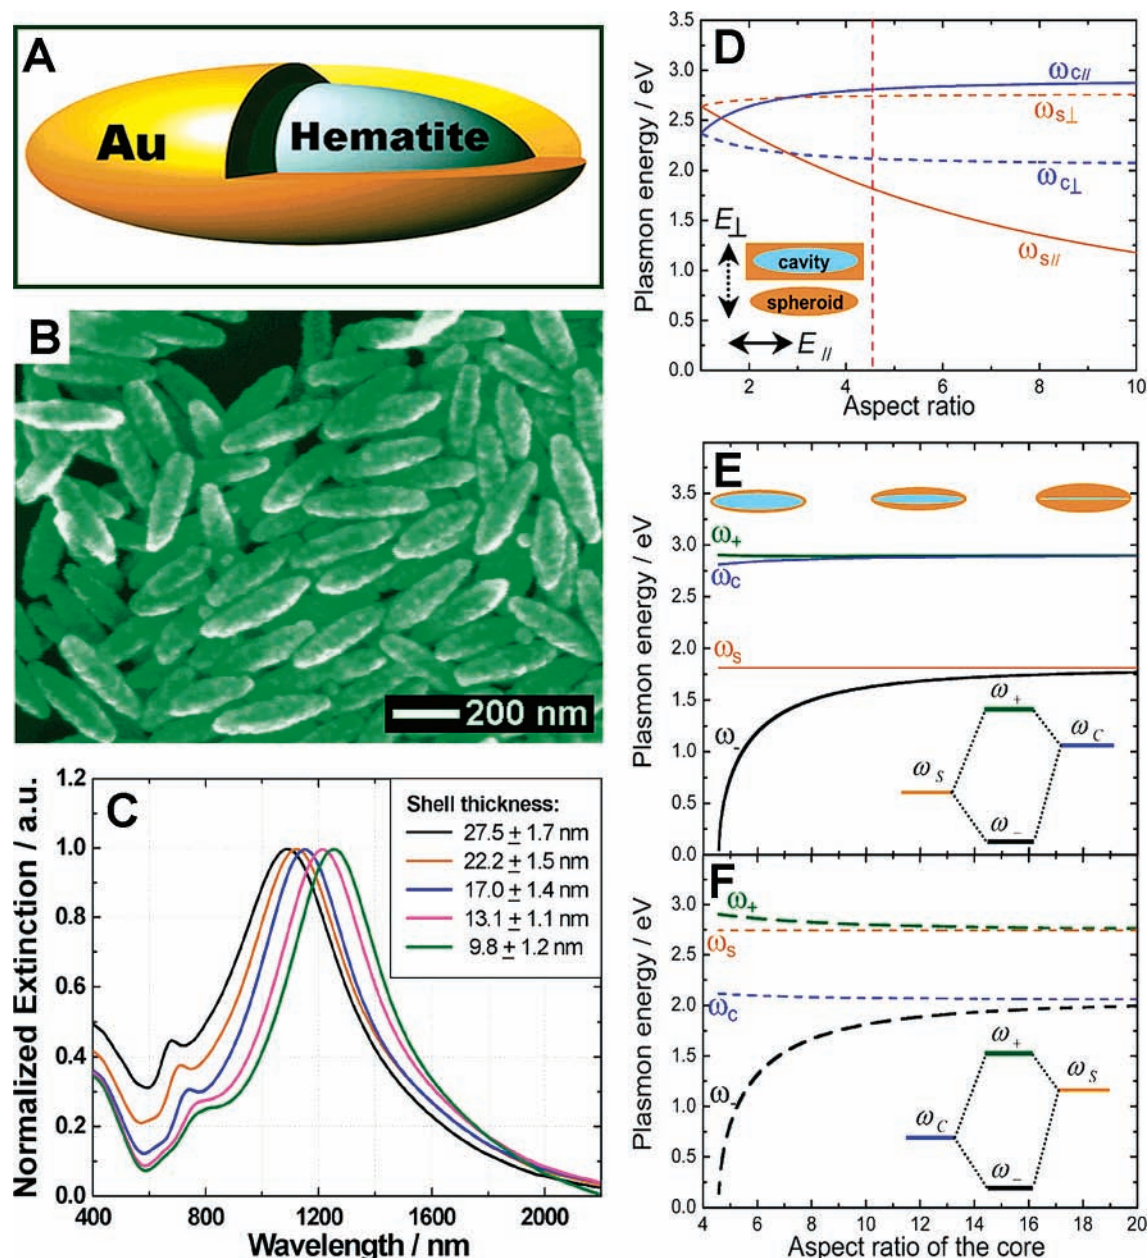 A
Au
Hematite
B
200 nm
C
Normalized Extinction / a.u.
1.2
1.0
0.8
0.6
0.4
0.2
0.0
Shell thickness:
27.5 ± 1.7 nm
22.2 ± 1.5 nm
17.0 ± 1.4 nm
13.1 ± 1.1 nm
9.8 ± 1.2 nm
400 800 1200 1600 2000
Wavelength / nm
D
Plasmon energy / eV
3.5
3.0
2.5
2.0
1.5
1.0
0.5
0.0
ωc//
ωs⊥
ωc⊥
ωs//
E⊥
cavity
spheroid
E//
2 4 6 8 10
Aspect ratio
E
Plasmon energy / eV
3.5
3.0
2.5
2.0
1.5
1.0
0.5
0.0
ω+
ωc
ωs
ω-
ω+
ωC
ωS
ω−
F
Plasmon energy / eV
3.0
2.5
2.0
1.5
1.0
0.5
0.0
ω+
ωs
ωc
ω-
ω+
ωS
ωC
ω−
4 6 8 10 12 14 16 18 20
Aspect ratio of the core